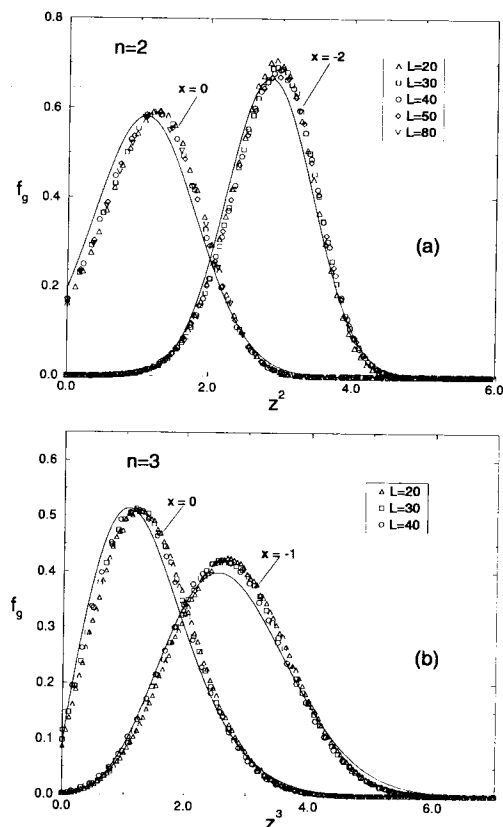 (a)
n=2
x = 0
x = -2
△ L=20
□ L=30
○ L=40
◇ L=50
▽ L=80
f_g
0.8
0.6
0.4
0.2
0.0
0.0 2.0 4.0 6.0
z²
(b)
n=3
x = 0
x = -1
△ L=20
□ L=30
○ L=40
f_g
0.6
0.5
0.4
0.3
0.2
0.1
0.0
0.0 2.0 4.0 6.0
z³